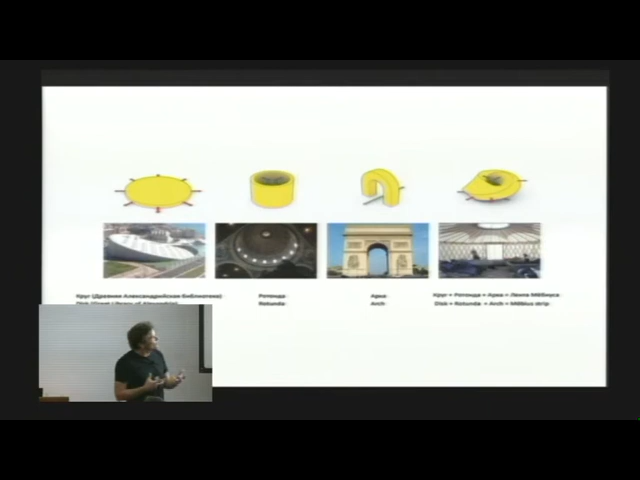 Круг (Древняя Александрийская библиотека)
Disk (Great Library of Alexandria)
Ротонда
Rotunda
Арка
Arch
Круг + Ротонда + Арка = Лента Мёбиуса
Disk + Rotunda + Arch = Möbius strip